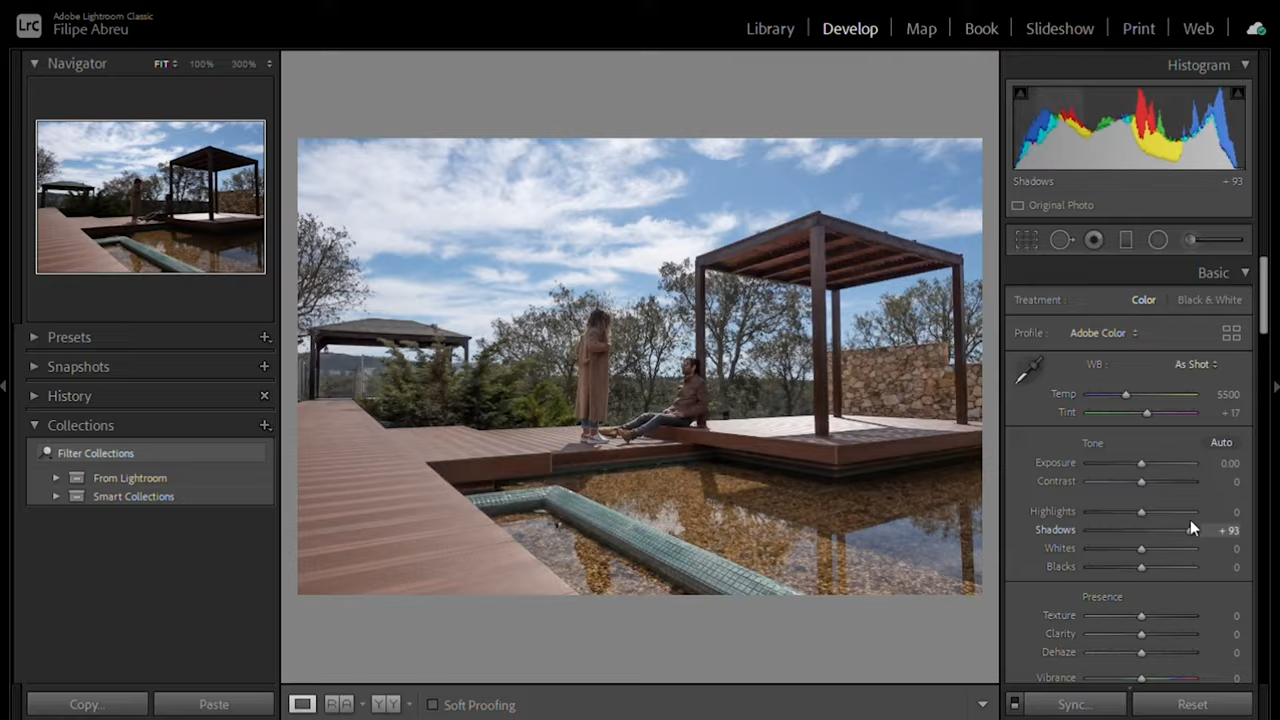 Lrc
Adobe Lightroom Classic
Filipe Abreu
Library
Develop
Map
Book
Slideshow
Print
Web
Navigator
FIT
100%
300%
Presets
Snapshots
History
Collections
Filter Collections
From Lightroom
Smart Collections
Copy...
Paste
R A
Y Y
Soft Proofing
Histogram
Shadows + 93
Original Photo
Basic
Treatment : Color Black & White
Profile : Adobe Color
WB : As Shot
Temp 5500
Tint + 17
Tone Auto
Exposure 0.00
Contrast 0
Highlights 0
Shadows + 93
Whites 0
Blacks 0
Presence
Texture 0
Clarity 0
Dehaze 0
Vibrance 0
Sync...
Reset